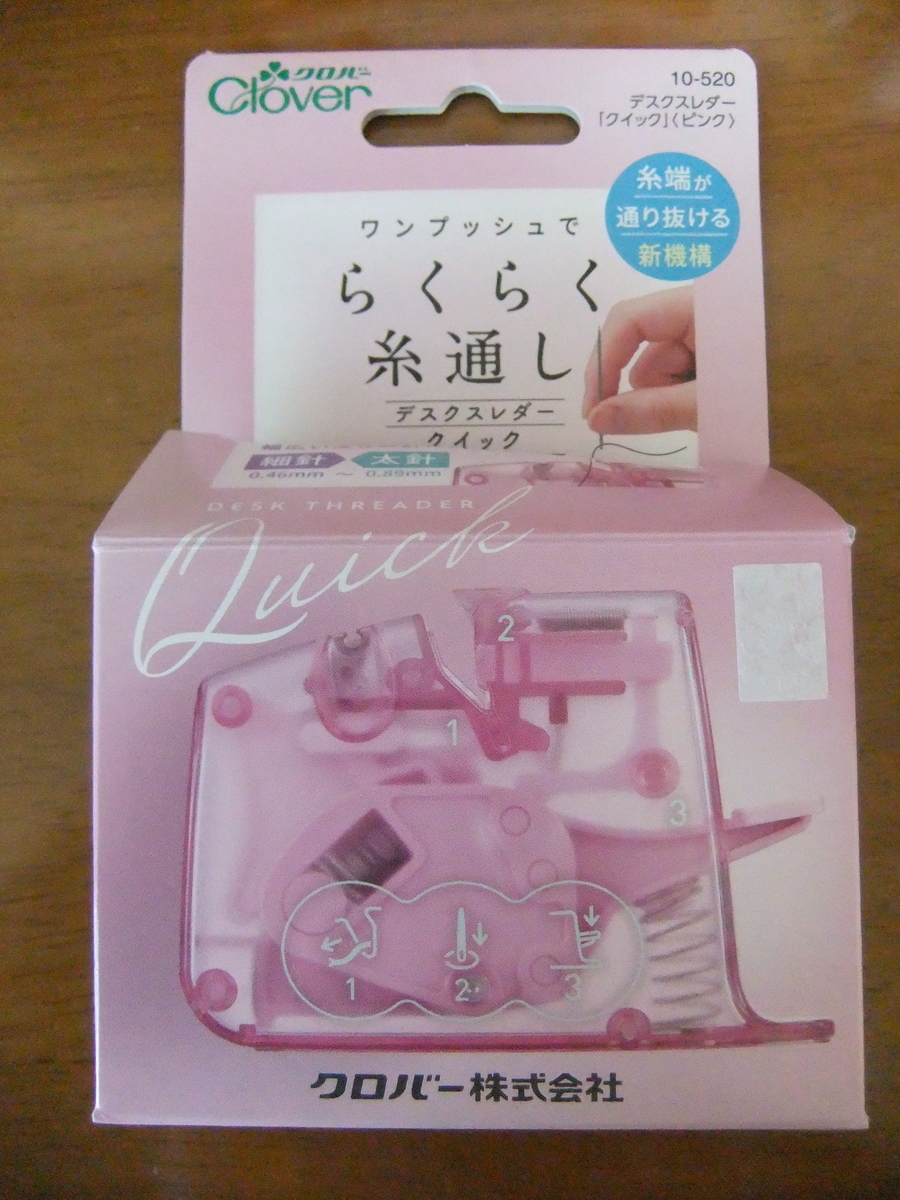 クロバー
Clover
10-520
デスクスレダー
「クイック」〈ピンク〉
糸端が
通り抜ける
新機構
ワンプッシュで
らくらく
糸通し
デスクスレダー
クイック
細針 太針
0.46mm ~ 0.89mm
DESK THREADER
Quick
2
1
3
1 2 3
クロバー株式会社